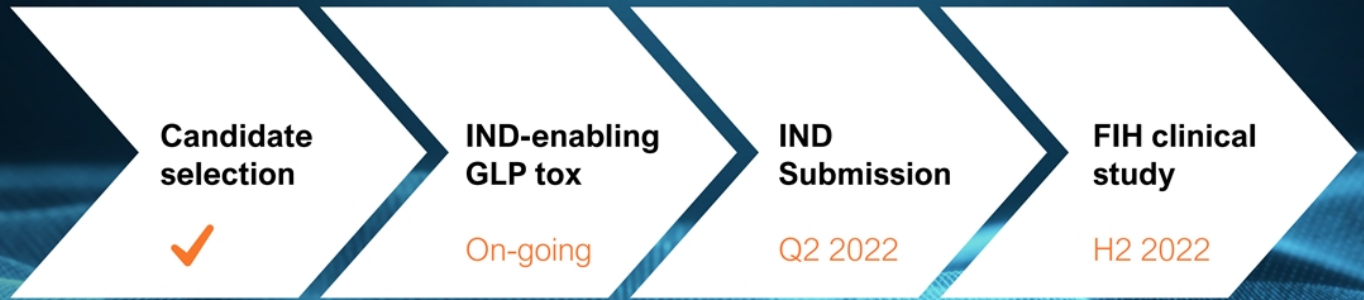 Candidate
selection
IND-enabling
GLP tox
On-going
IND
Submission
Q2 2022
FIH clinical
study
H2 2022